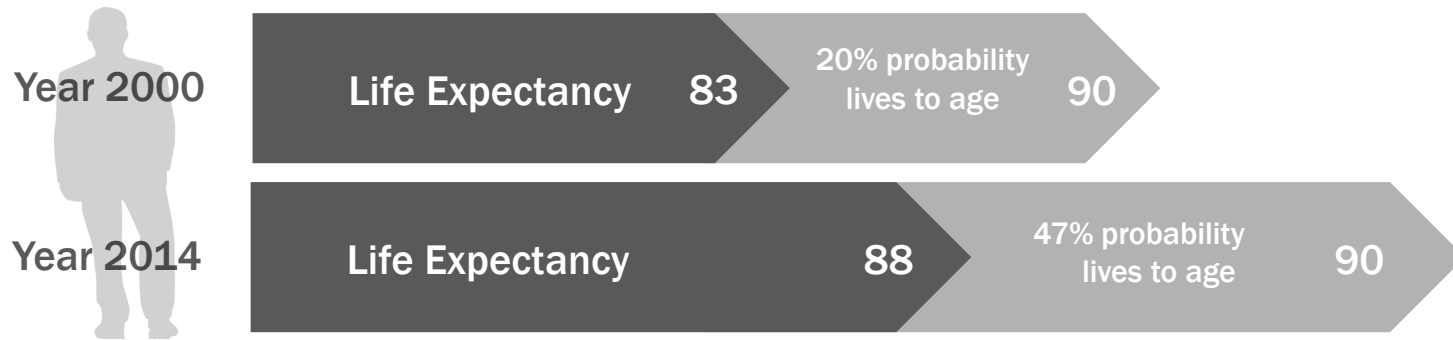 Year 2000
Life Expectancy 83
20% probability
lives to age 90
Year 2014
Life Expectancy 88
47% probability
lives to age 90